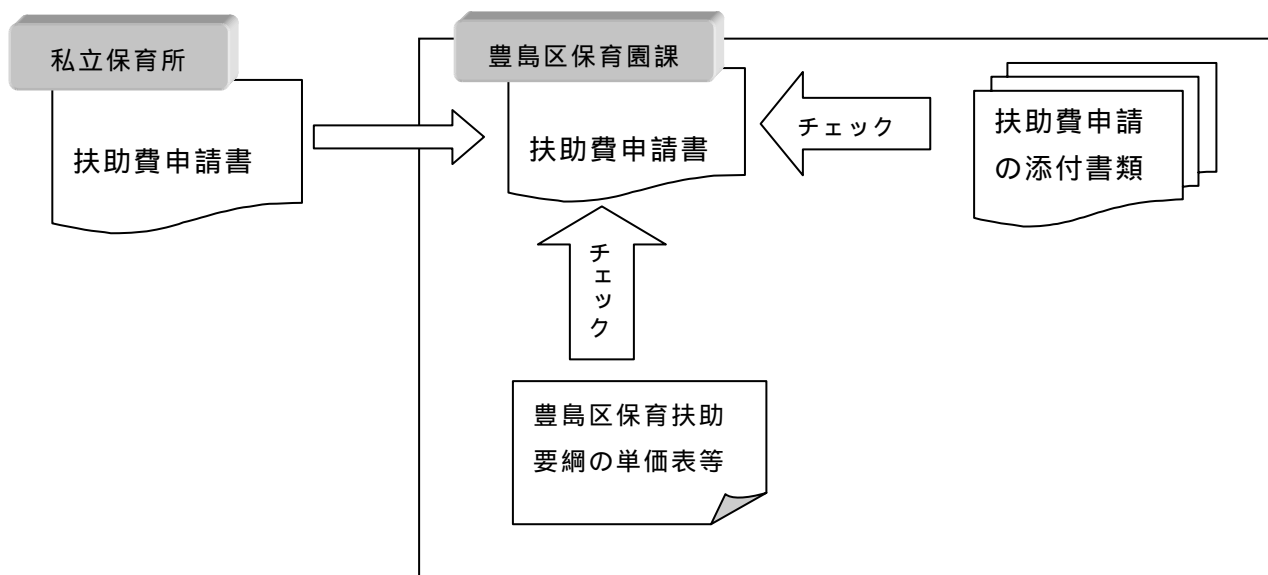 私立保育所
豊島区保育園課
扶助費申請書
扶助費申請書
チェック
扶助費申請
の添付書類
チェック
豊島区保育扶助
要綱の単価表等